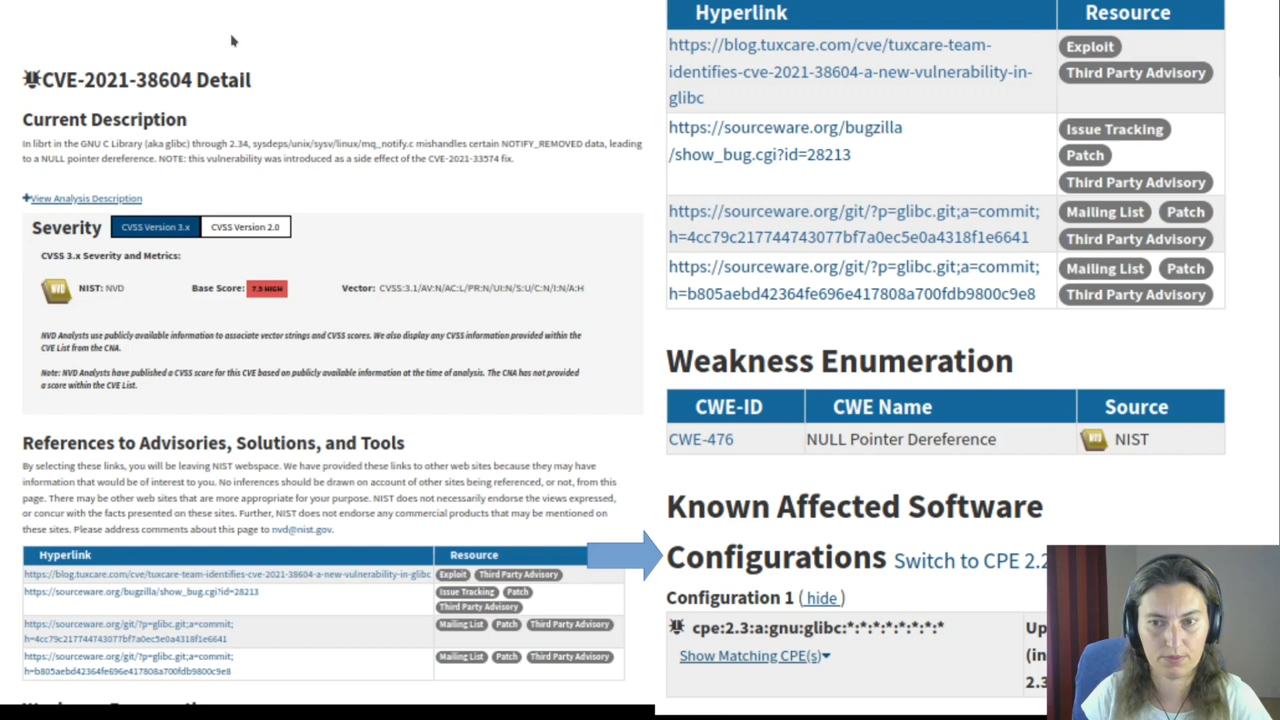 CVE-2021-38604 Detail
Current Description
In librt in the GNU C Library (aka glibc) through 2.34, sysdeps/unix/sysv/linux/mq_notify.c mishandles certain NOTIFY_REMOVED data, leading
to a NULL pointer dereference. NOTE: this vulnerability was introduced as a side effect of the CVE-2021-33574 fix.
+View Analysis Description
Severity CVSS Version 3.x CVSS Version 2.0
CVSS 3.x Severity and Metrics:
NVD NIST: NVD Base Score: 7.5 HIGH Vector: CVSS:3.1/AV:N/AC:L/PR:N/UI:N/S:U/C:N/I:N/A:H
NVD Analysts use publicly available information to associate vector strings and CVSS scores. We also display any CVSS information provided within the
CVE List from the CNA.
Note: NVD Analysts have published a CVSS score for this CVE based on publicly available information at the time of analysis. The CNA has not provided
a score within the CVE List.
References to Advisories, Solutions, and Tools
By selecting these links, you will be leaving NIST webspace. We have provided these links to other web sites because they may have
information that would be of interest to you. No inferences should be drawn on account of other sites being referenced, or not, from this
page. There may be other web sites that are more appropriate for your purpose. NIST does not necessarily endorse the views expressed,
or concur with the facts presented on these sites. Further, NIST does not endorse any commercial products that may be mentioned on
these sites. Please address comments about this page to nvd@nist.gov.
Hyperlink Resource
https://blog.tuxcare.com/cve/tuxcare-team-identifies-cve-2021-38604-a-new-vulnerability-in-glibc Exploit Third Party Advisory
https://sourceware.org/bugzilla/show_bug.cgi?id=28213 Issue Tracking Patch
Third Party Advisory
https://sourceware.org/git/?p=glibc.git;a=commit; Mailing List Patch Third Party Advisory
h=4cc79c217744743077bf7a0ec5e0a4318f1e6641
https://sourceware.org/git/?p=glibc.git;a=commit; Mailing List Patch Third Party Advisory
h=b805aebd42364fe696e417808a700fdb9800c9e8
Hyperlink Resource
https://blog.tuxcare.com/cve/tuxcare-team- Exploit
identifies-cve-2021-38604-a-new-vulnerability-in- Third Party Advisory
glibc
https://sourceware.org/bugzilla Issue Tracking
/show_bug.cgi?id=28213 Patch
Third Party Advisory
https://sourceware.org/git/?p=glibc.git;a=commit; Mailing List Patch
h=4cc79c217744743077bf7a0ec5e0a4318f1e6641 Third Party Advisory
https://sourceware.org/git/?p=glibc.git;a=commit; Mailing List Patch
h=b805aebd42364fe696e417808a700fdb9800c9e8 Third Party Advisory
Weakness Enumeration
CWE-ID CWE Name Source
CWE-476 NULL Pointer Dereference NVD NIST
Known Affected Software
Configurations Switch to CPE 2.2
Configuration 1 ( hide )
cpe:2.3:a:gnu:glibc:*:*:*:*:*:*:*:* Up
Show Matching CPE(s) (in
2.3